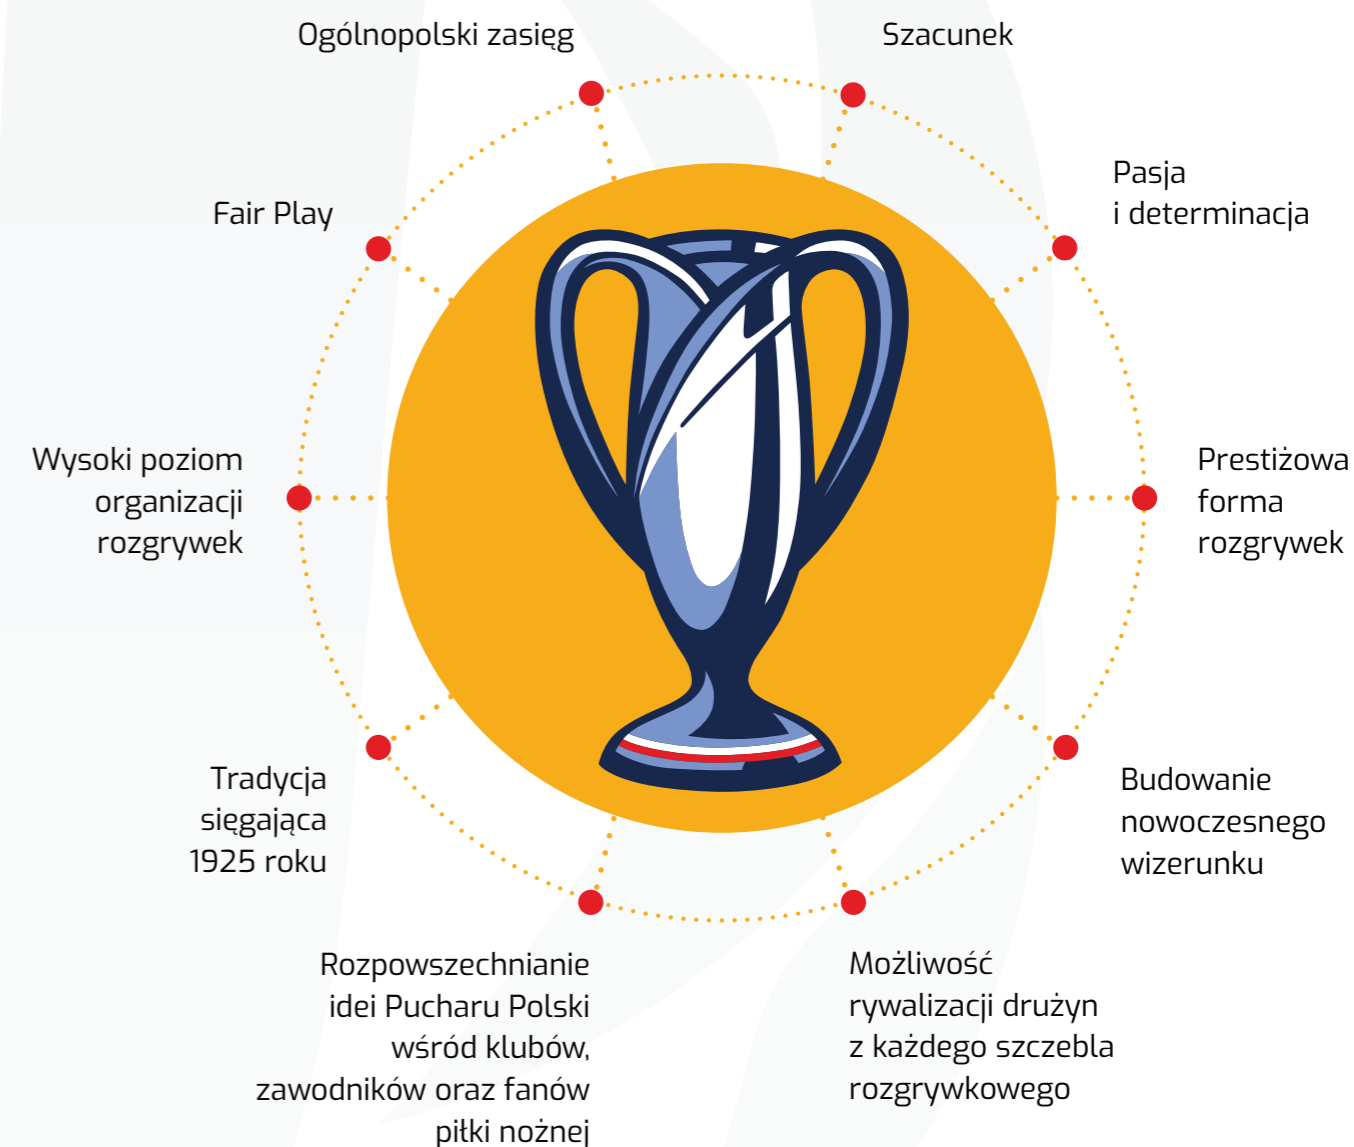 Ogólnopolski zasięg
Szacunek
Pasja
i determinacja
Fair Play
Wysoki poziom
organizacji
rozgrywek
Prestiżowa
forma
rozgrywek
Tradycja
sięgająca
1925 roku
Budowanie
nowoczesnego
wizerunku
Rozpowszechnianie
idei Pucharu Polski
wśród klubów,
zawodników oraz fanów
piłki nożnej
Możliwość
rywalizacji drużyn
z każdego szczebla
rozgrywkowego